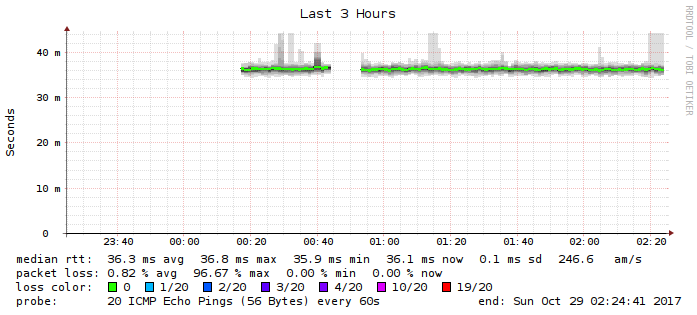 Last 3 Hours
RRDTOOL / TOBI OETIKER
Seconds
40 m
30 m
20 m
10 m
0
23:40 00:00 00:20 00:40 01:00 01:20 01:40 02:00 02:20
median rtt: 36.3 ms avg 36.8 ms max 35.9 ms min 36.1 ms now 0.1 ms sd 246.6 am/s
packet loss: 0.82 % avg 96.67 % max 0.00 % min 0.00 % now
loss color: 0 1/20 2/20 3/20 4/20 10/20 19/20
probe: 20 ICMP Echo Pings (56 Bytes) every 60s end: Sun Oct 29 02:24:41 2017